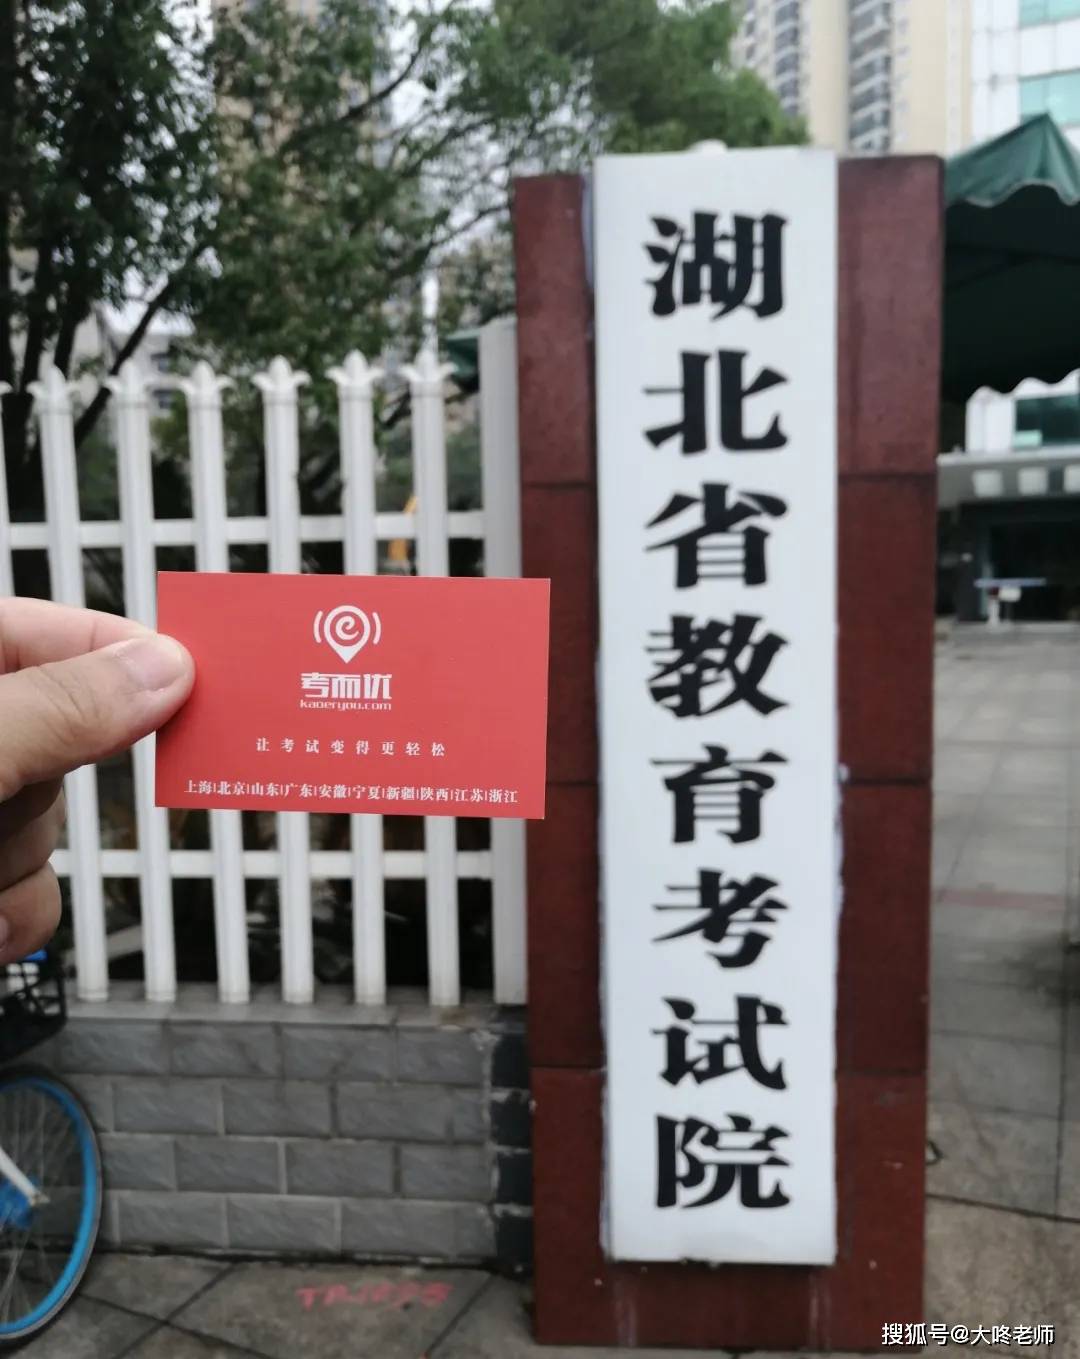 湖北省教育考试院
考而优
kaoeryou.com
让考试变得更轻松
上海|北京|山东|广东|安徽|宁夏|新疆|陕西|江苏|浙江
搜狐号@大咚老师